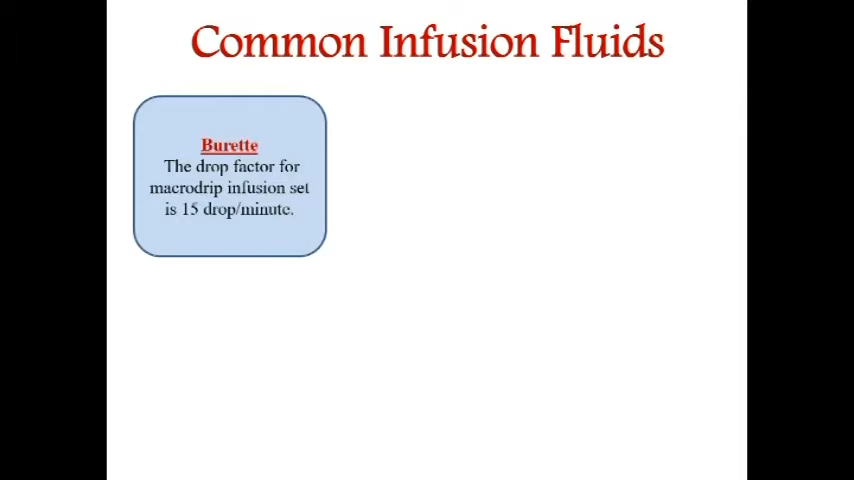 Common Infusion Fluids
Burette
The drop factor for
macrodrip infusion set
is 15 drop/minute.